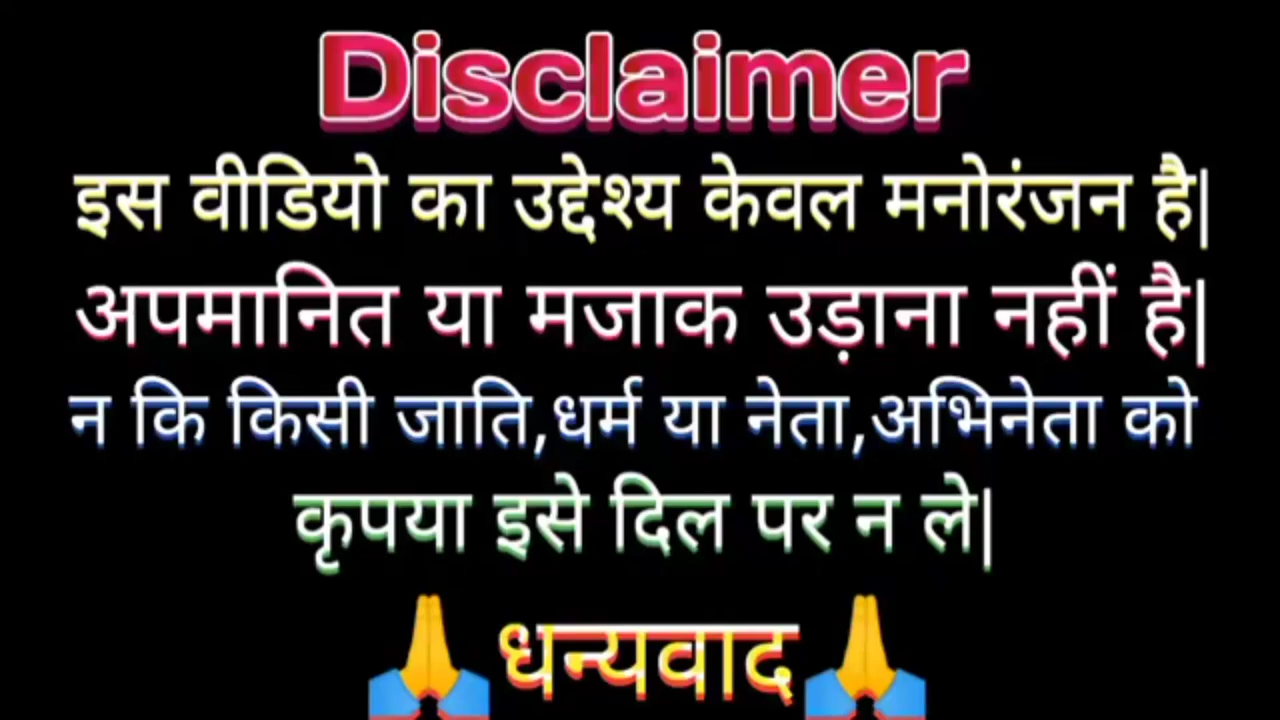 Disclaimer
इस वीडियो का उद्देश्य केवल मनोरंजन है|
अपमानित या मजाक उड़ाना नहीं है|
न कि किसी जाति,धर्म या नेता,अभिनेता को
कृपया इसे दिल पर न ले|
🙏धन्यवाद🙏